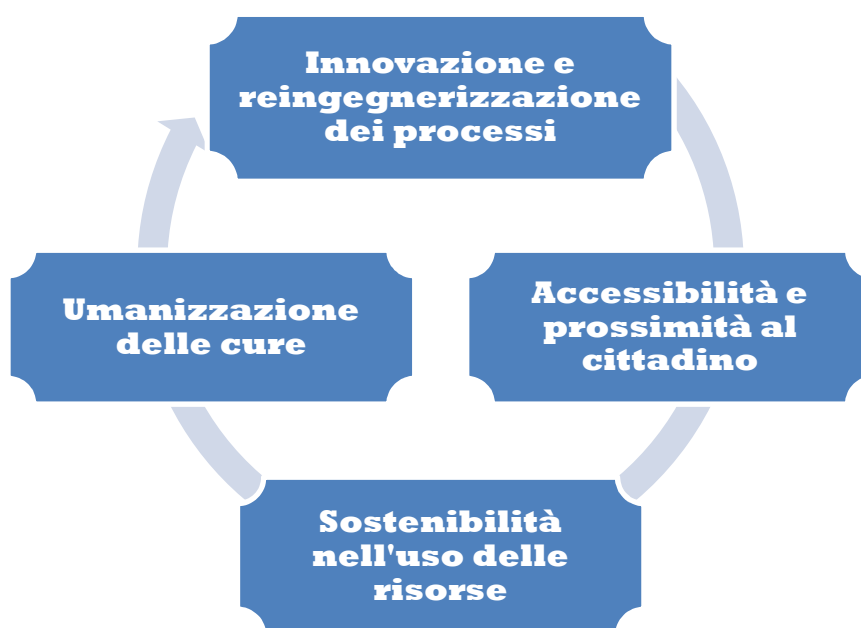 Innovazione e
reingegnerizzazione
dei processi
Accessibilità e
prossimità al
cittadino
Sostenibilità
nell'uso delle
risorse
Umanizzazione
delle cure